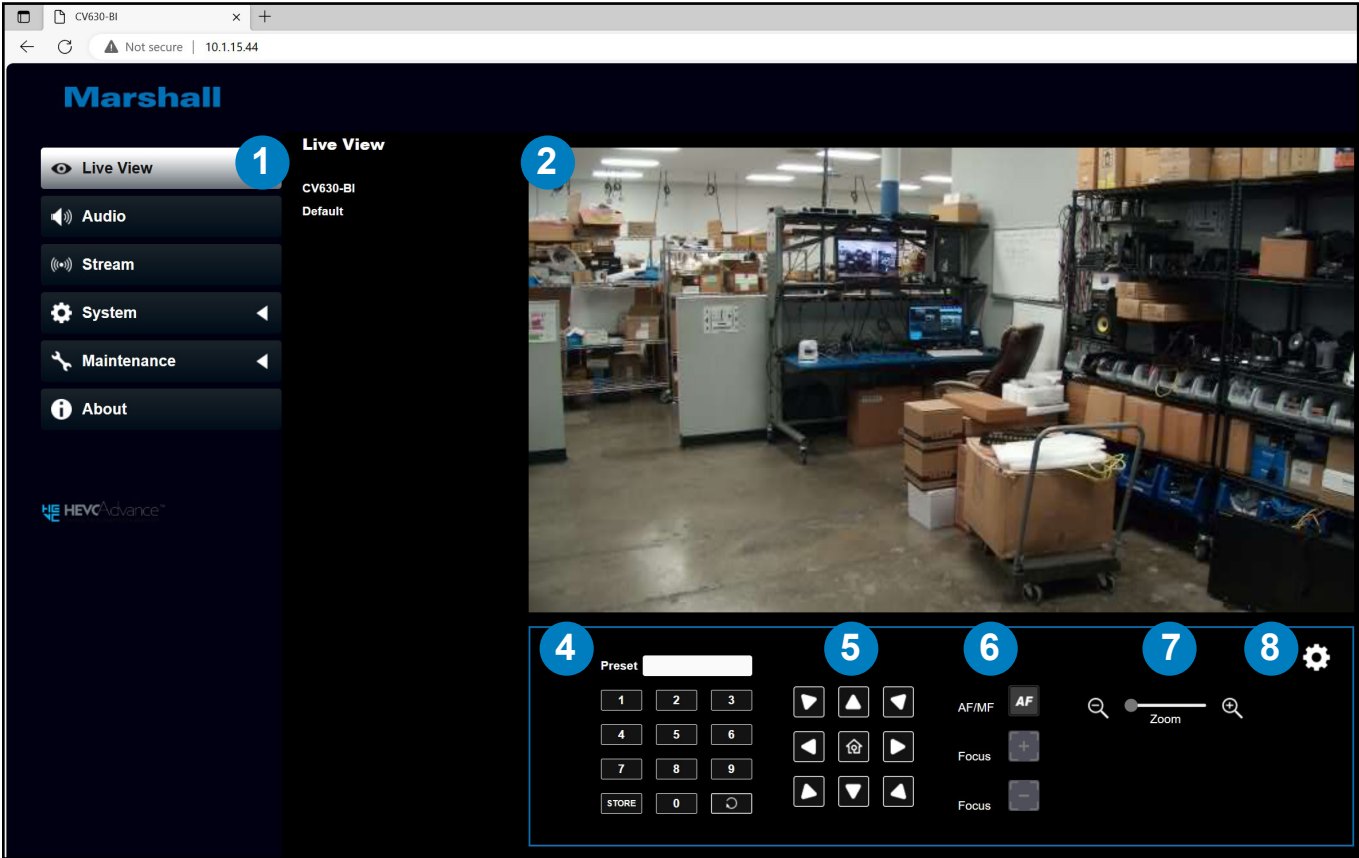 CV630-BI
Not secure | 10.1.15.44
Marshall
1
Live View
Audio
Stream
System
Maintenance
About
HEVC Advance™
Live View
CV630-BI
Default
2
4
5
6
7
8
Preset
1 2 3
4 5 6
7 8 9
STORE 0
AF/MF AF
Focus +
Focus -
Zoom